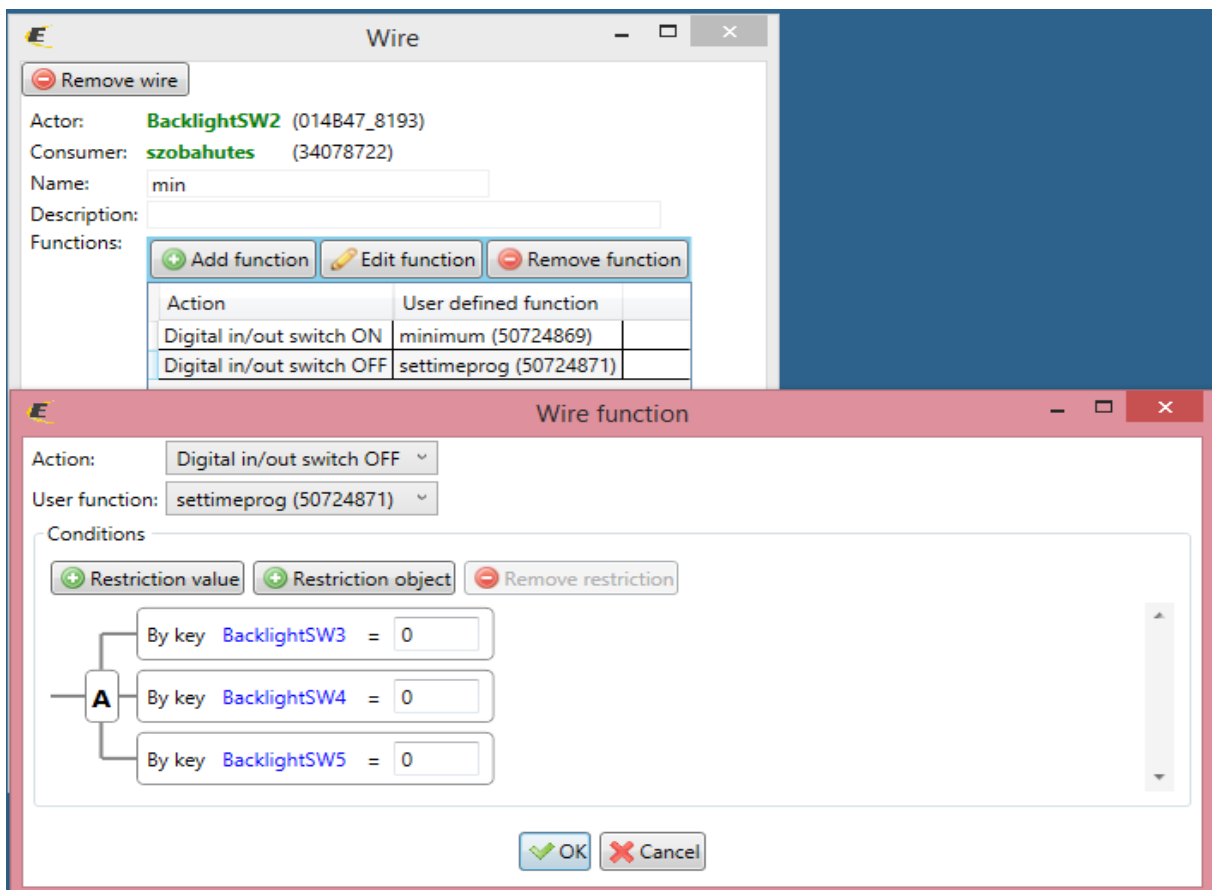 Wire
Remove wire
Actor: BacklightSW2 (014B47_8193)
Consumer: szobahutes (34078722)
Name: min
Description:
Functions:
Add function Edit function Remove function
Action User defined function
Digital in/out switch ON minimum (50724869)
Digital in/out switch OFF settimeprog (50724871)
Wire function
Action: Digital in/out switch OFF
User function: settimeprog (50724871)
Conditions
Restriction value Restriction object Remove restriction
By key BacklightSW3 = 0
A By key BacklightSW4 = 0
By key BacklightSW5 = 0
OK Cancel